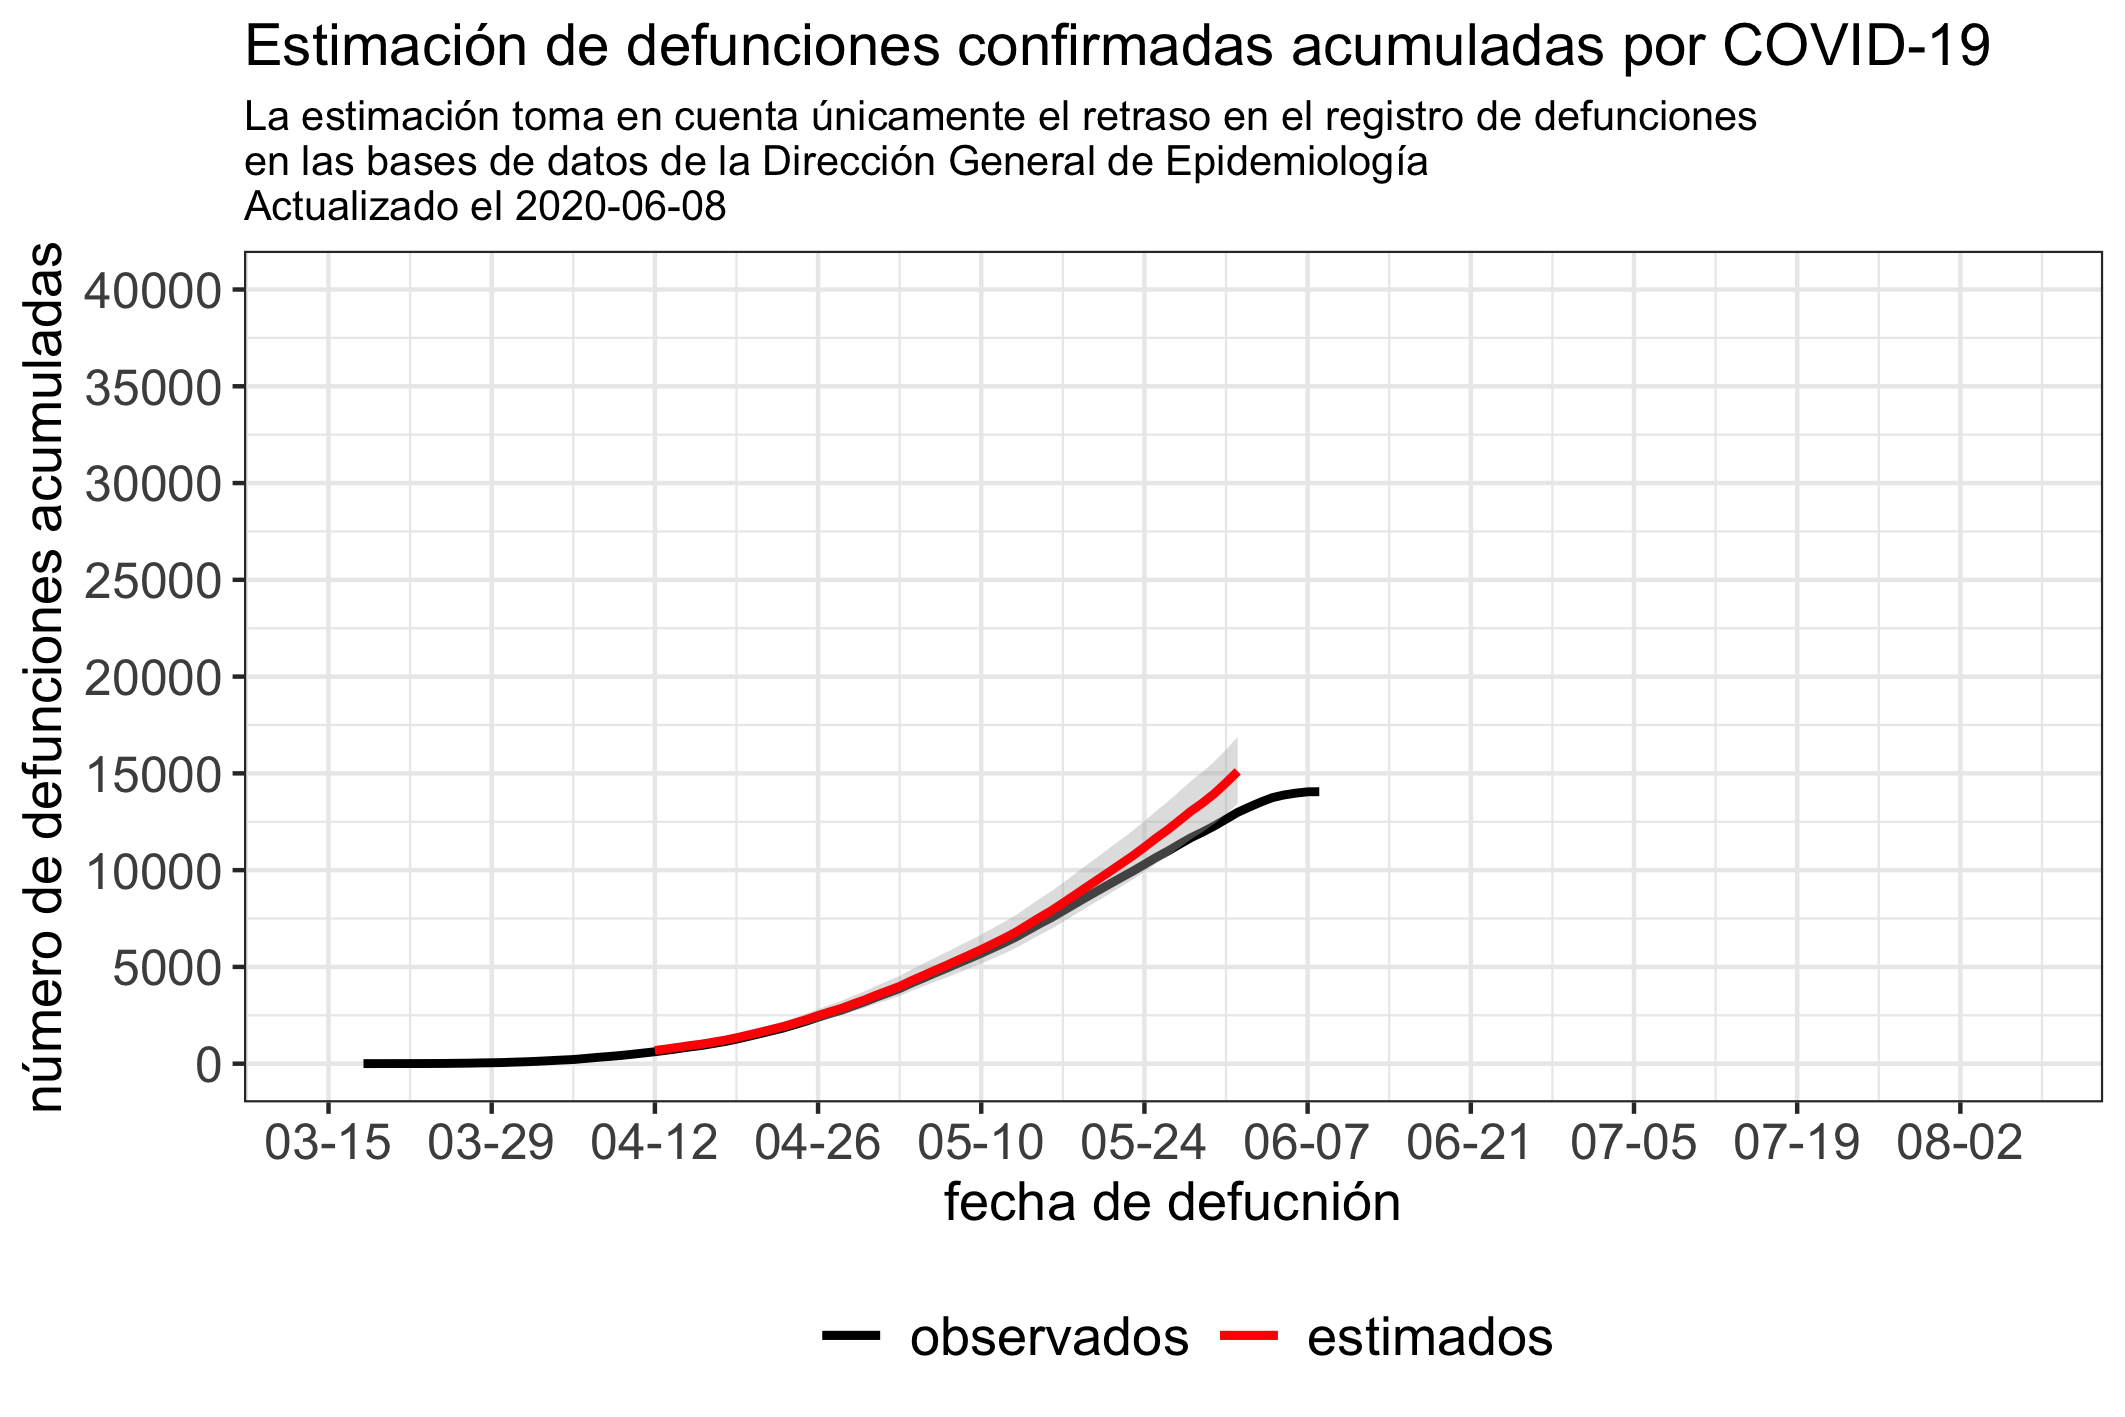 Estimación de defunciones confirmadas acumuladas por COVID-19
La estimación toma en cuenta únicamente el retraso en el registro de defunciones
en las bases de datos de la Dirección General de Epidemiología
Actualizado el 2020-06-08
número de defunciones acumuladas
40000
35000
30000
25000
20000
15000
10000
5000
0
03-15 03-29 04-12 04-26 05-10 05-24 06-07 06-21 07-05 07-19 08-02
fecha de defucnión
observados estimados